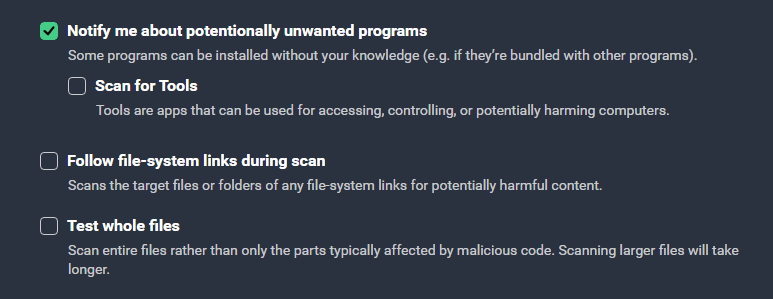 Notify me about potentially unwanted programs
Some programs can be installed without your knowledge (e.g. if they're bundled with other programs).
Scan for Tools
Tools are apps that can be used for accessing, controlling, or potentially harming computers.
Follow file-system links during scan
Scans the target files or folders of any file-system links for potentially harmful content.
Test whole files
Scan entire files rather than only the parts typically affected by malicious code. Scanning larger files will take
longer.